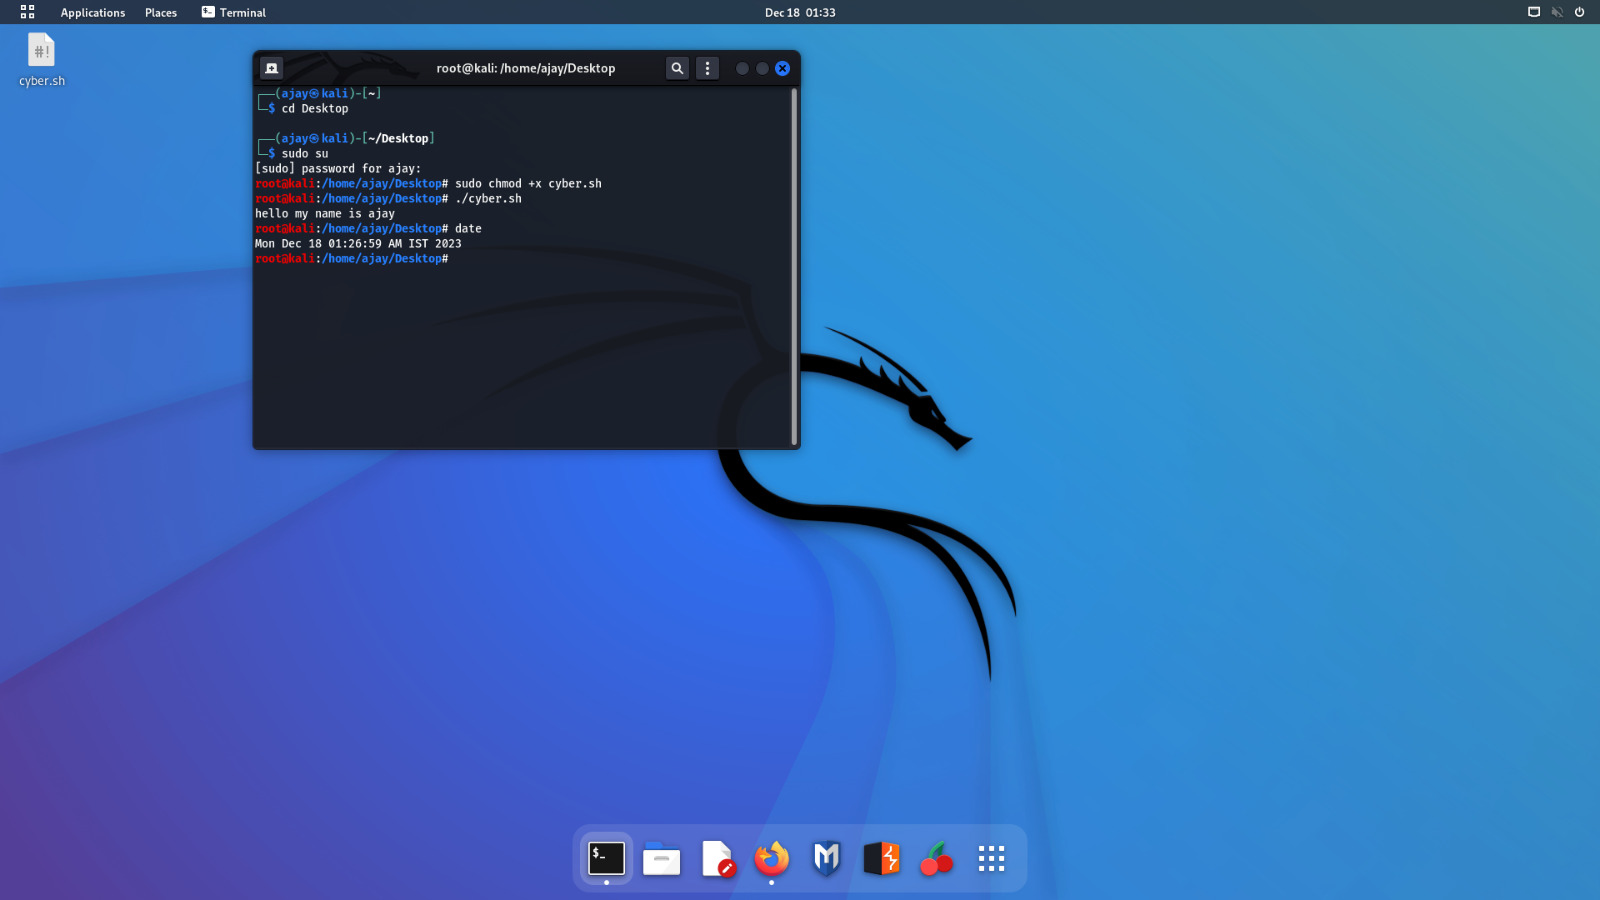 Applications Places Terminal Dec 18 01:33
#!
cyber.sh
root@kali: /home/ajay/Desktop
┌──(ajay㉿kali)-[~]
└─$ cd Desktop
┌──(ajay㉿kali)-[~/Desktop]
└─$ sudo su
[sudo] password for ajay:
root@kali:/home/ajay/Desktop# sudo chmod +x cyber.sh
root@kali:/home/ajay/Desktop# ./cyber.sh
hello my name is ajay
root@kali:/home/ajay/Desktop# date
Mon Dec 18 01:26:59 AM IST 2023
root@kali:/home/ajay/Desktop#
$_